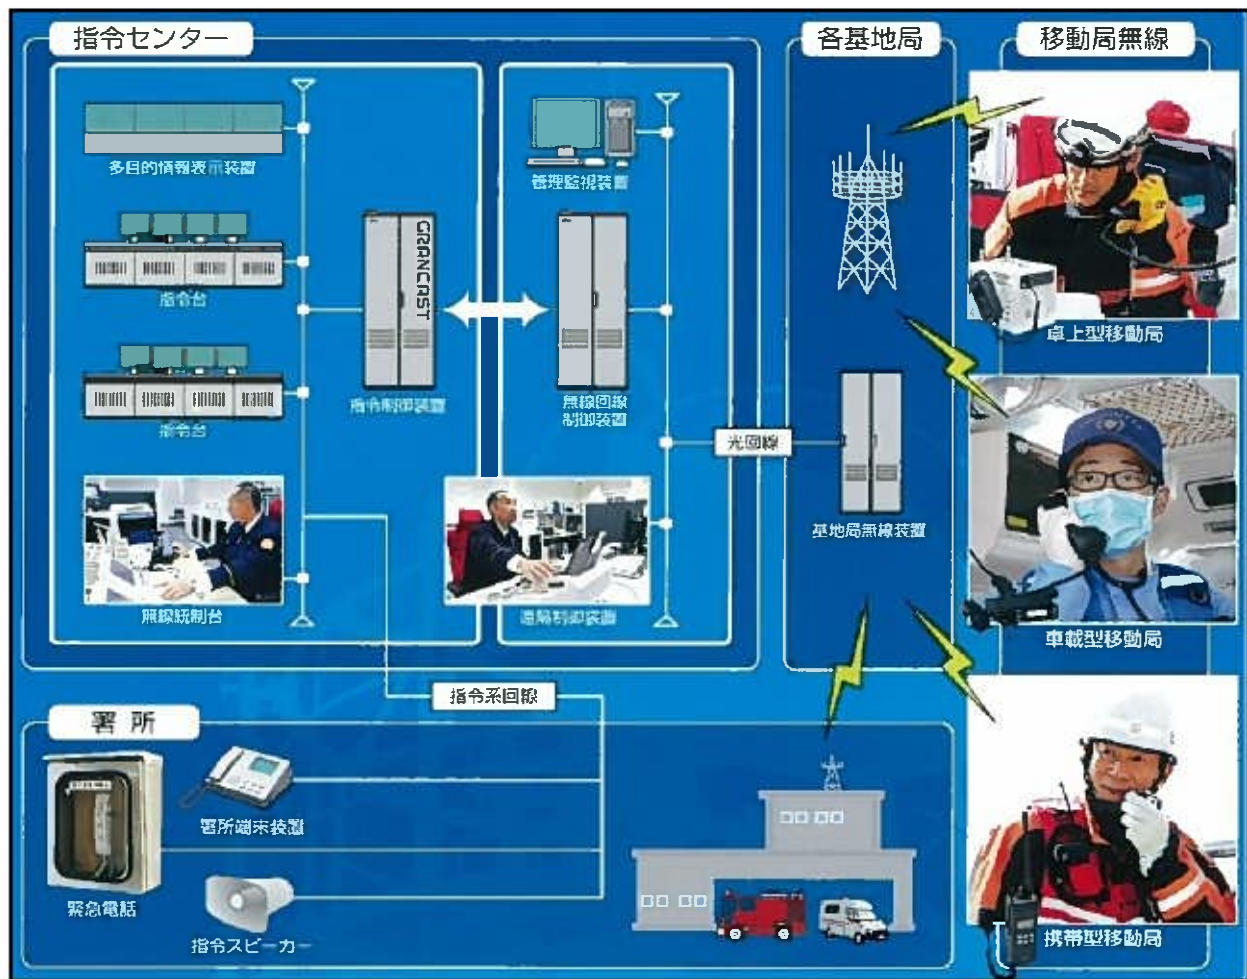 指令センター
各基地局
移動局無線
多目的情報表示装置
管理監視装置
GRANCAST
指令台
卓上型移動局
指令制御装置
無線回線
制御装置
指令台
光回線
基地局無線装置
無線統制台
遠隔制御装置
車載型移動局
指令系回線
署所
署所端末装置
緊急電話
指令スピーカー
携帯型移動局